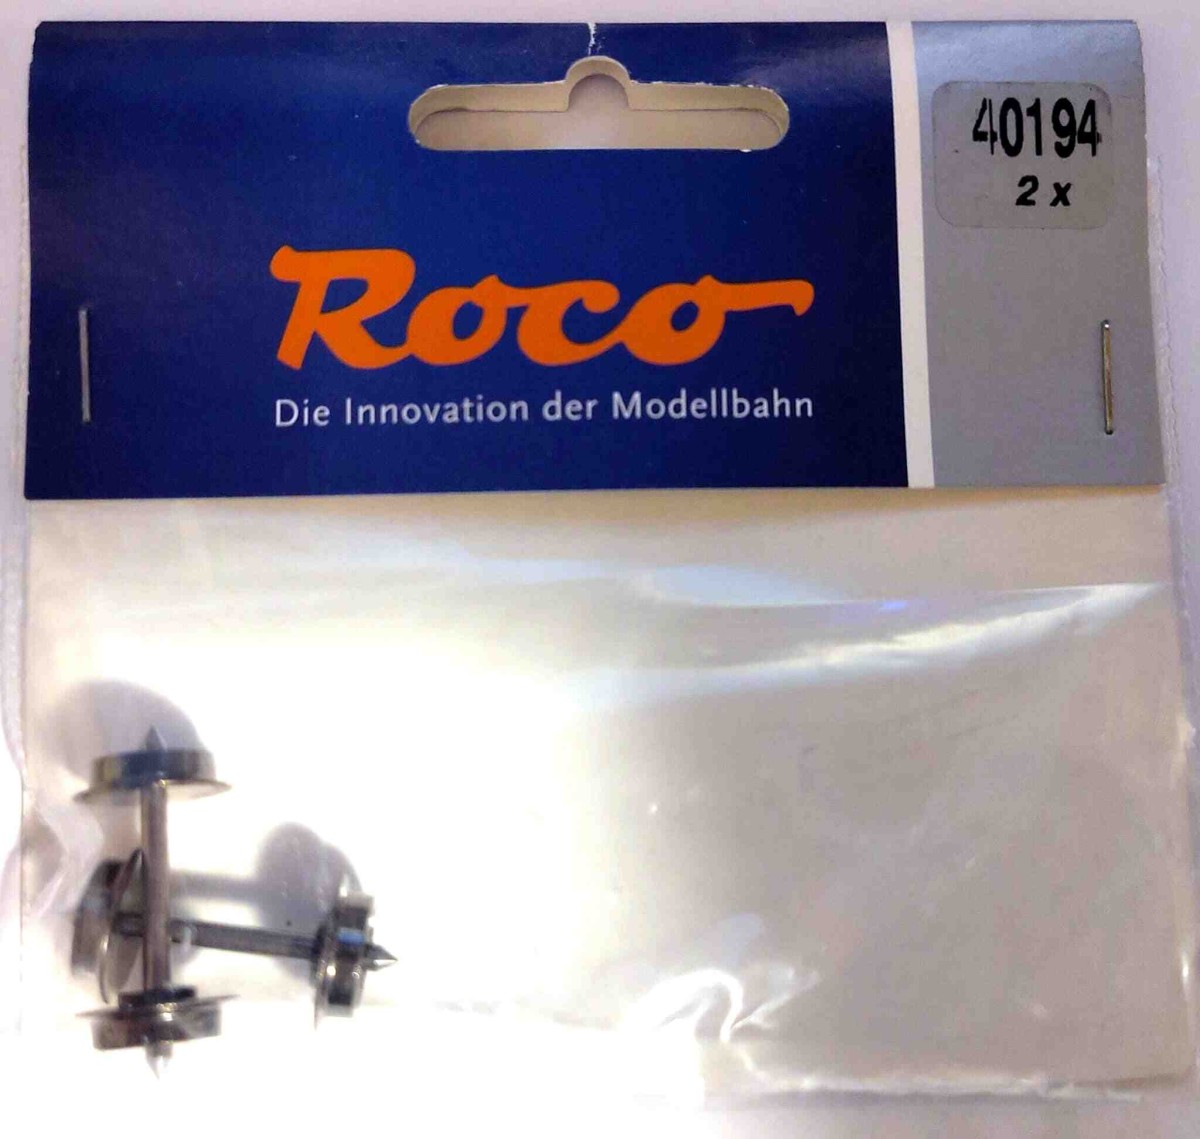 40194
2 x
Roco
Die Innovation der Modellbahn